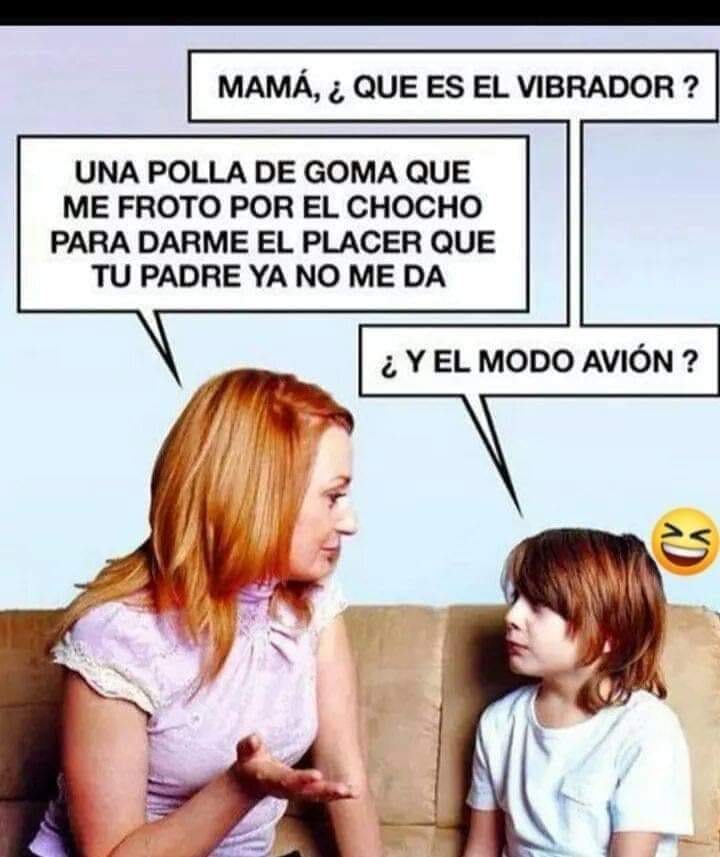 MAMÁ, ¿ QUE ES EL VIBRADOR ?
UNA POLLA DE GOMA QUE
ME FROTO POR EL CHOCHO
PARA DARME EL PLACER QUE
TU PADRE YA NO ME DA
¿ Y EL MODO AVIÓN ?